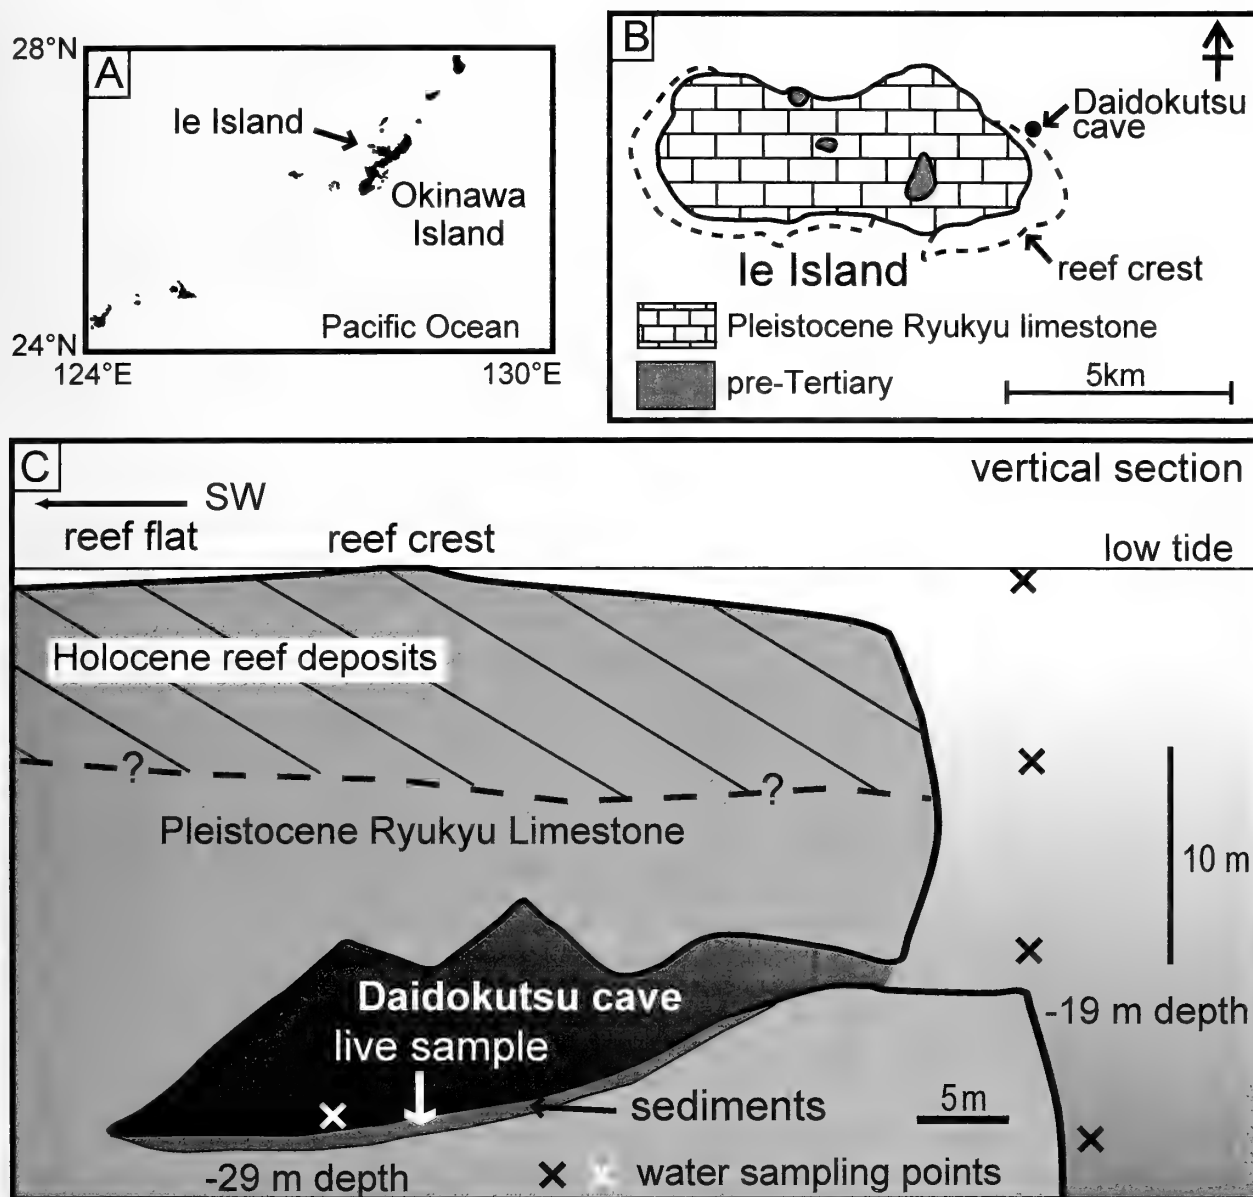 28°N
A
Ie Island
Okinawa
Island
Pacific Ocean
24°N
124°E
130°E
B
Daidokutsu
cave
Ie Island
reef crest
Pleistocene Ryukyu limestone
pre-Tertiary
5km
C
vertical section
SW
reef flat
reef crest
low tide
Holocene reef deposits
?
?
Pleistocene Ryukyu Limestone
10 m
Daidokutsu cave
live sample
-19 m depth
sediments
5m
-29 m depth
water sampling points